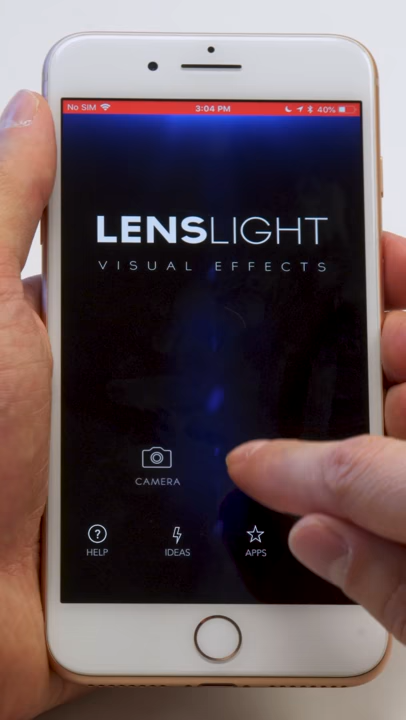 No SIM 3:04 PM 40%
LENSLIGHT
VISUAL EFFECTS
CAMERA
HELP IDEAS APPS